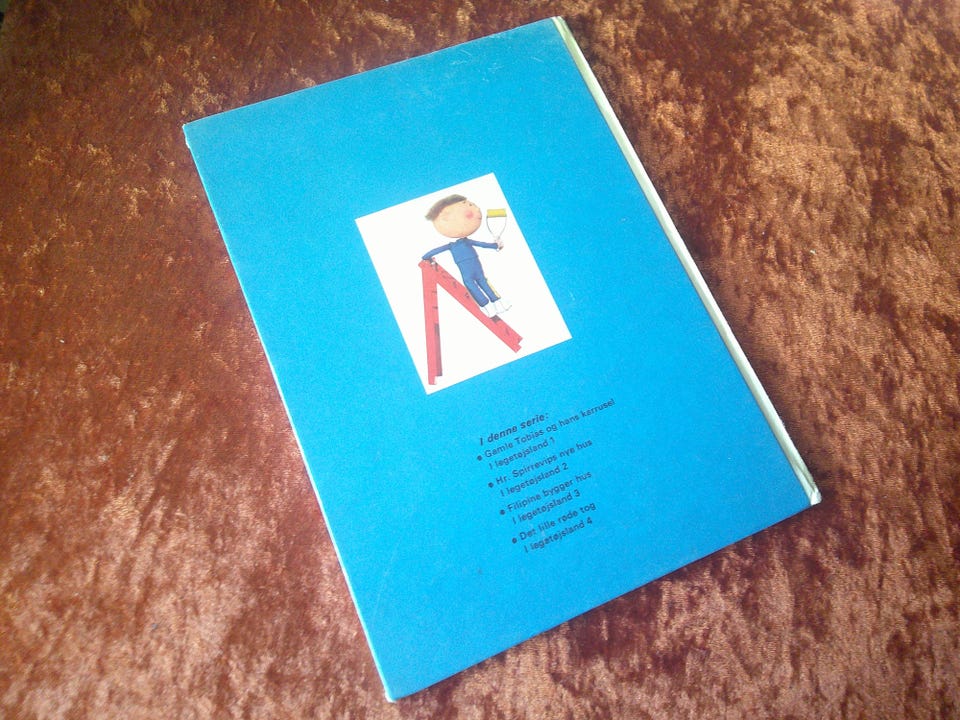 I denne serie:
● Gamle Tobias og hans karrusel
I legetøjsland 1
● Hr. Spirrevips nye hus
I legetøjsland 2
● Filipine bygger hus
I legetøjsland 3
● Det lille røde tog
I legetøjsland 4